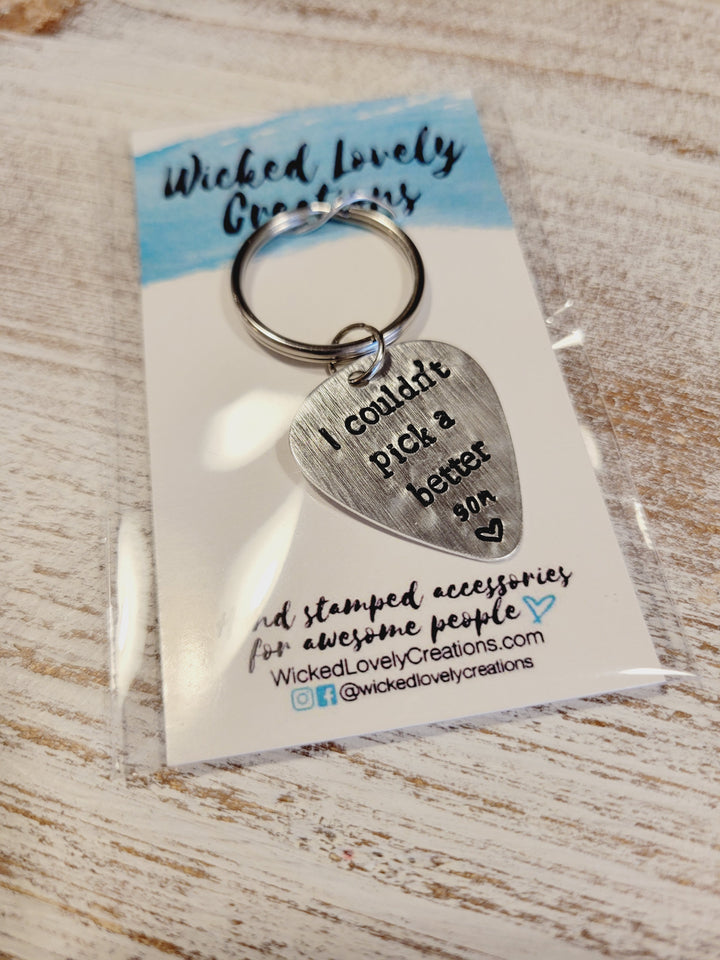 Wicked Lovely
Creations
I couldn't
pick a
better
son
stamped accessories
for awesome people
WickedLovelyCreations.com
@wickedlovelycreations